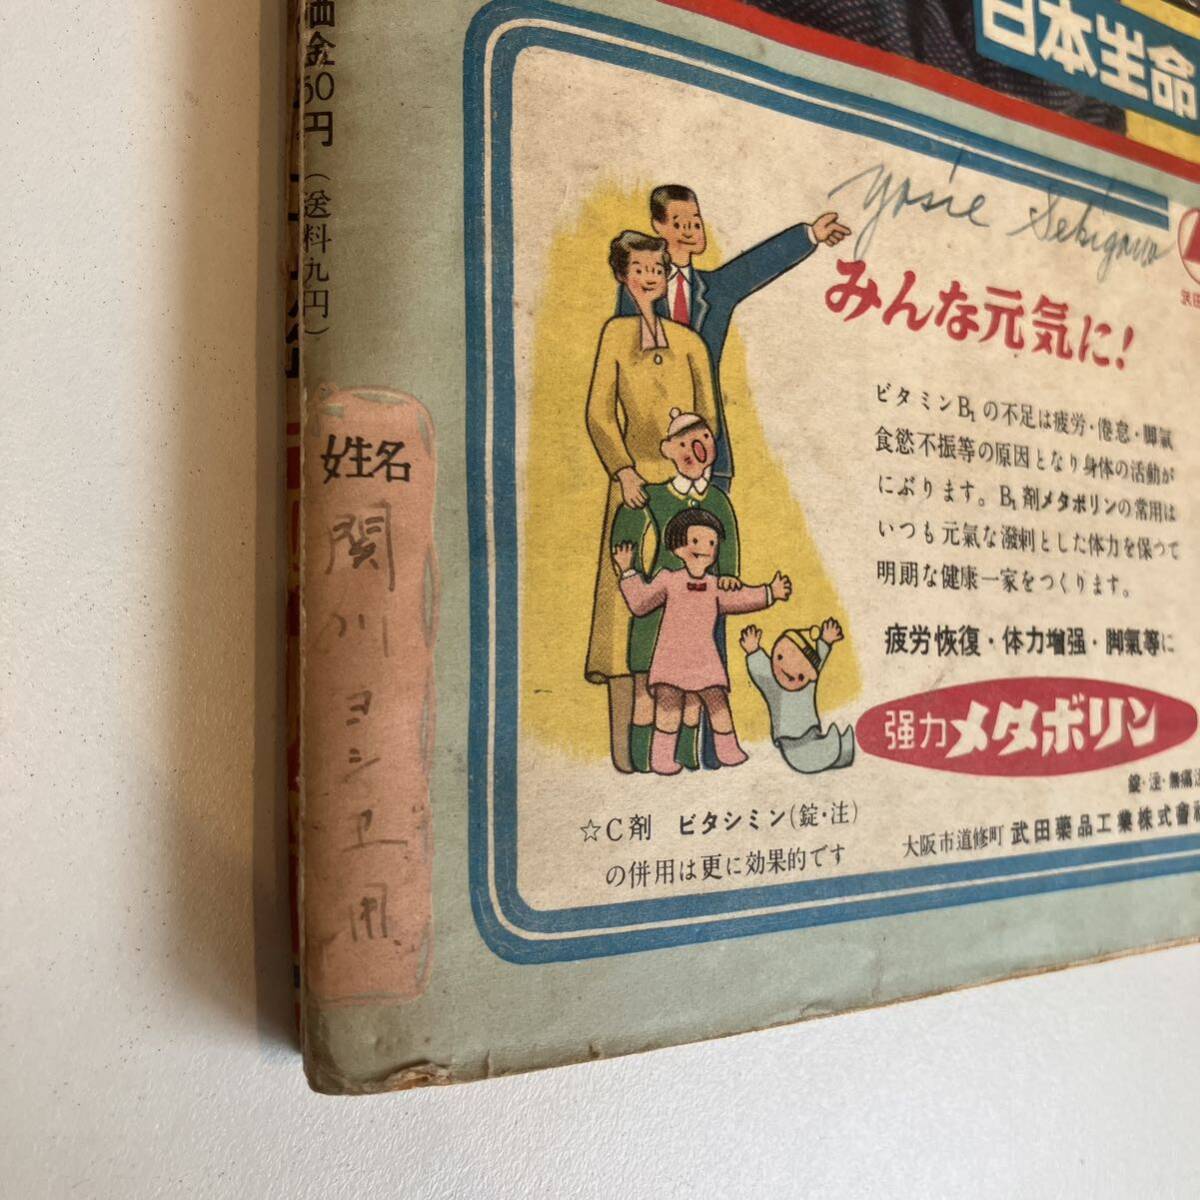 日本生命
価金60円(送料九円)
姓名
関川ヨシエ用
Yosie Sekigawa
みんな元気に!
ビタミンB₁の不足は疲労・倦怠・脚氣
食慾不振等の原因となり身体の活動が
にぶります。B₁剤メタボリンの常用は
いつも元氣な潑剌とした体力を保つて
明朗な健康一家をつくります。
疲労恢復・体力増强・脚氣等に
强力メタボリン
錠・注・無痛注
☆C剤 ビタシミン(錠・注)
の併用は更に効果的です
大阪市道修町 武田藥品工業株式會社